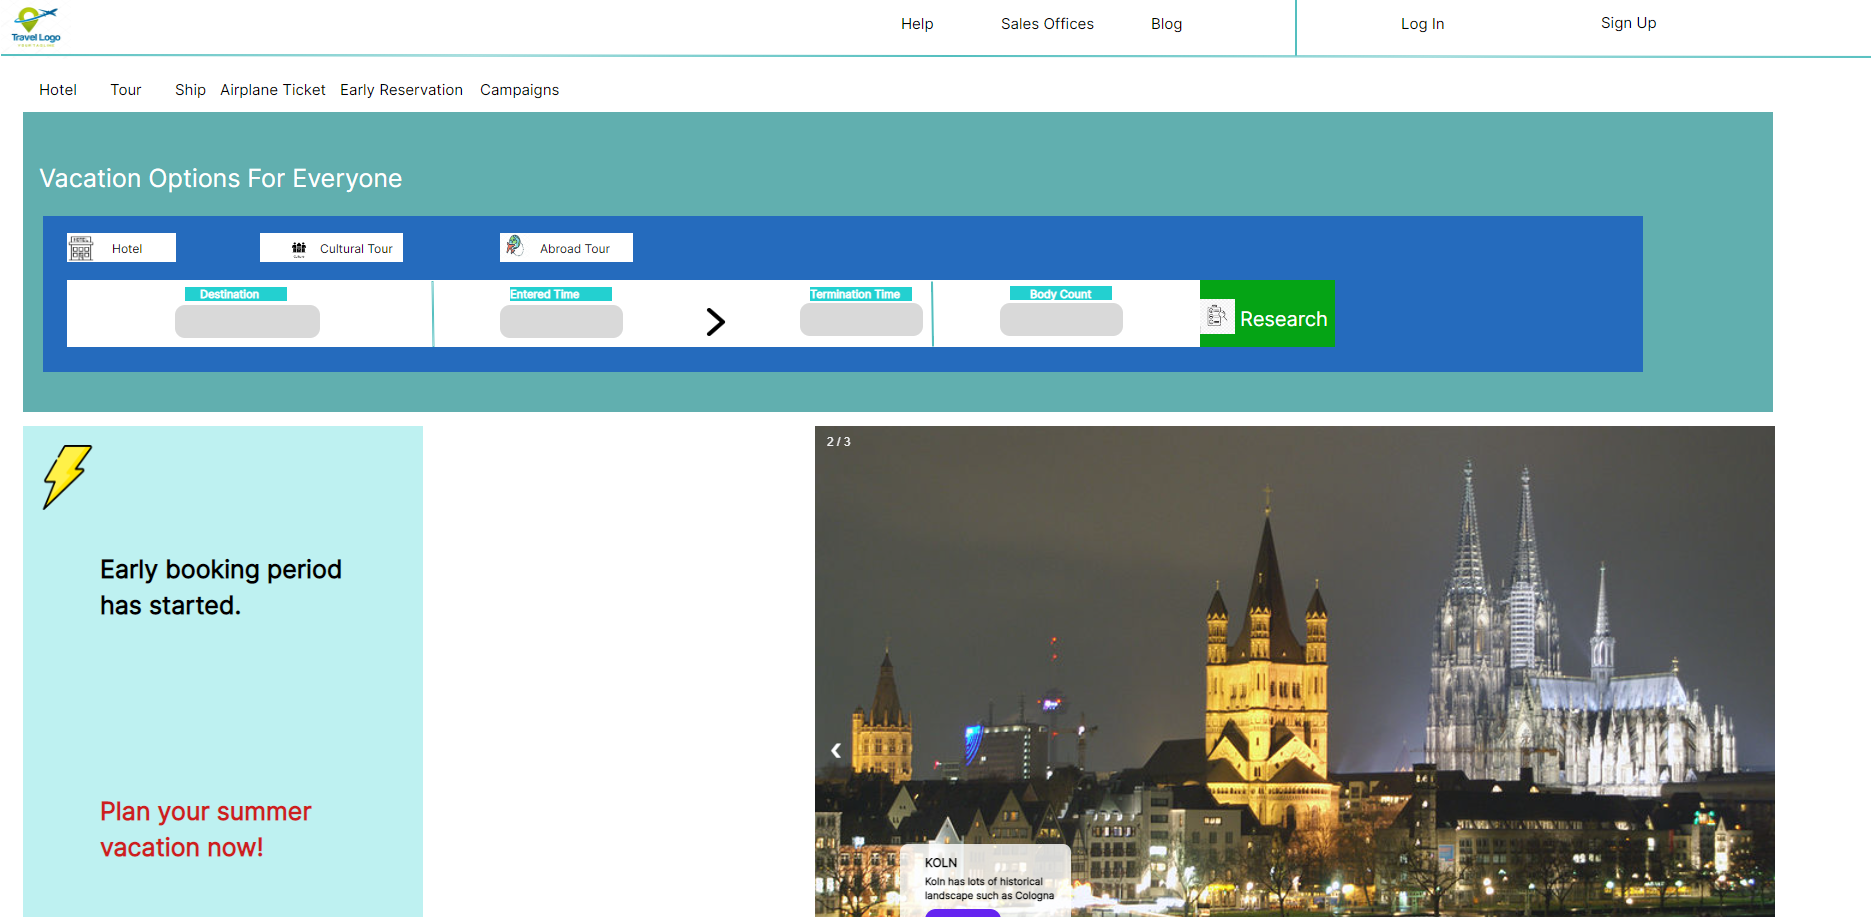 Travel Logo
Help
Sales Offices
Blog
Log In
Sign Up
Hotel
Tour
Ship
Airplane Ticket
Early Reservation
Campaigns
Vacation Options For Everyone
Hotel
Cultural Tour
Abroad Tour
Destination
Entered Time
Termination Time
Body Count
Research
2 / 3
Early booking period
has started.
Plan your summer
vacation now!
KOLN
Koln has lots of historical
landscape such as Cologna